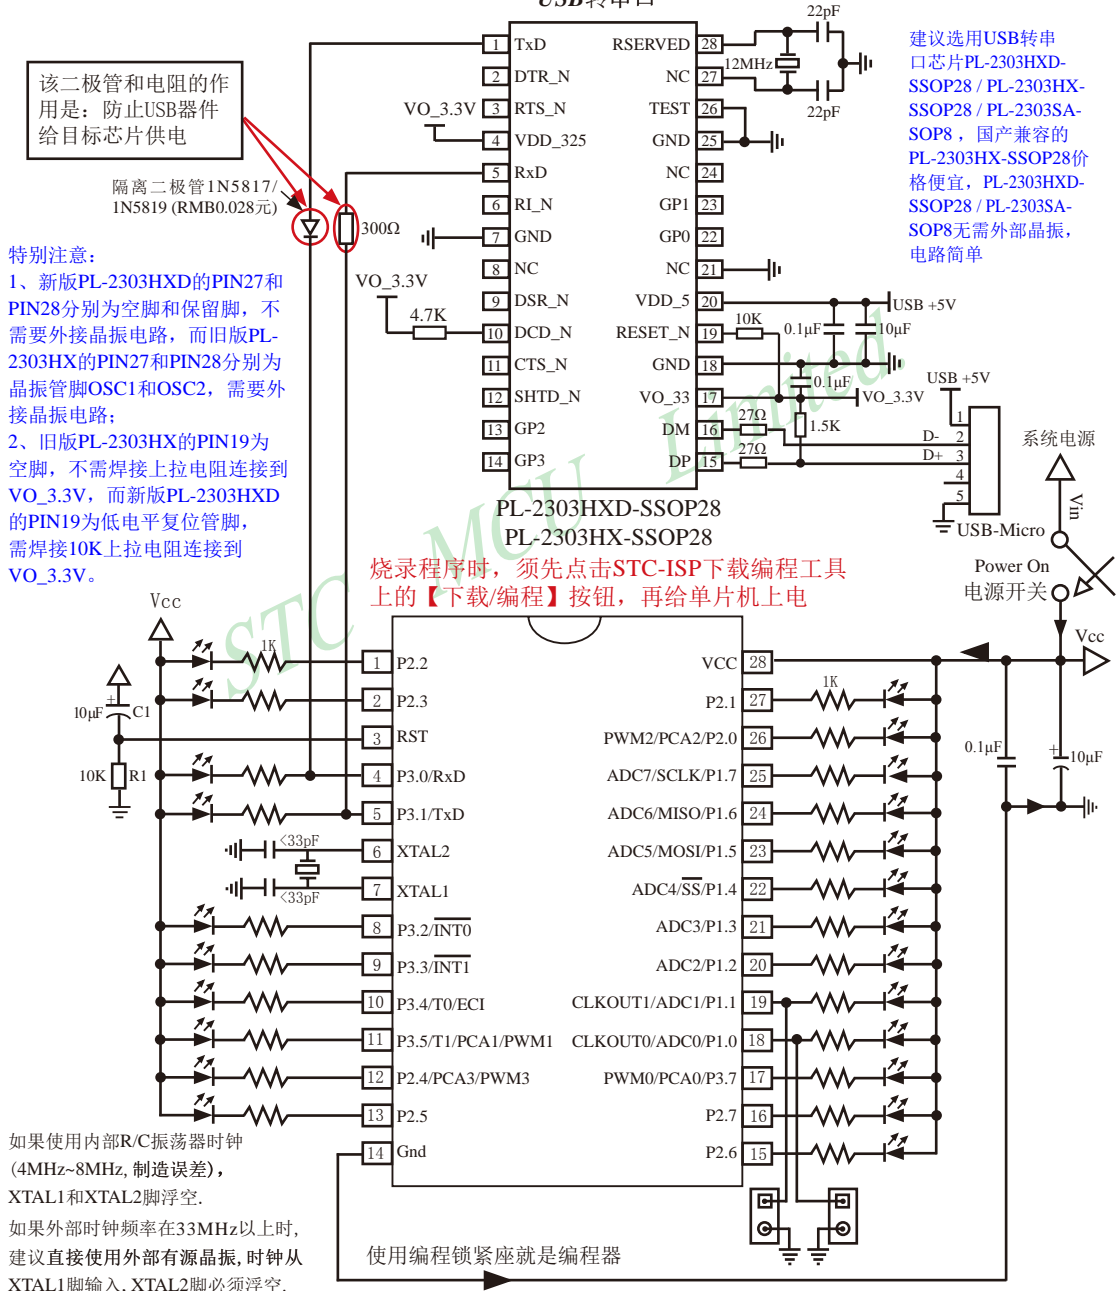 USB转串口
22pF
TxD 1
RSERVED 28
DTR_N 2
12MHz
NC 27
VO_3.3V
RTS_N 3
TEST 26
22pF
VDD_325 4
GND 25
RxD 5
NC 24
RI_N 6
GP1 23
GND 7
GP0 22
NC 8
NC 21
DSR_N 9
VDD_5 20
USB +5V
DCD_N 10
RESET_N 19
10K
0.1μF
10μF
CTS_N 11
GND 18
0.1μF
SHTD_N 12
VO_33 17
VO_3.3V
GP2 13
DM 16
27Ω
1.5K
GP3 14
DP 15
27Ω
VO_3.3V
4.7K
PL-2303HXD-SSOP28
PL-2303HX-SSOP28
该二极管和电阻的作
用是：防止USB器件
给目标芯片供电
隔离二极管1N5817/
1N5819 (RMB0.028元)
300Ω
特别注意：
1、新版PL-2303HXD的PIN27和
PIN28分别为空脚和保留脚，不
需要外接晶振电路，而旧版PL-
2303HX的PIN27和PIN28分别为
晶振管脚OSC1和OSC2，需要外
接晶振电路；
2、旧版PL-2303HX的PIN19为
空脚，不需焊接上拉电阻连接到
VO_3.3V，而新版PL-2303HXD
的PIN19为低电平复位管脚，
需焊接10K上拉电阻连接到
VO_3.3V。
建议选用USB转串
口芯片PL-2303HXD-
SSOP28 / PL-2303HX-
SSOP28 / PL-2303SA-
SOP8 ，国产兼容的
PL-2303HX-SSOP28价
格便宜，PL-2303HXD-
SSOP28 / PL-2303SA-
SOP8无需外部晶振，
电路简单
USB +5V
1
D- 2
D+ 3
4
5
USB-Micro
系统电源
Vin
Power On
电源开关
Vcc
STC MCU Limited.
烧录程序时，须先点击STC-ISP下载编程工具
上的【下载/编程】按钮，再给单片机上电
Vcc
1K
1 P2.2
VCC 28
2 P2.3
P2.1 27
1K
10μF C1
3 RST
PWM2/PCA2/P2.0 26
10K R1
4 P3.0/RxD
ADC7/SCLK/P1.7 25
0.1μF
10μF
5 P3.1/TxD
ADC6/MISO/P1.6 24
<33pF
6 XTAL2
ADC5/MOSI/P1.5 23
<33pF
7 XTAL1
ADC4/SS/P1.4 22
8 P3.2/INT0
ADC3/P1.3 21
9 P3.3/INT1
ADC2/P1.2 20
10 P3.4/T0/ECI
CLKOUT1/ADC1/P1.1 19
11 P3.5/T1/PCA1/PWM1
CLKOUT0/ADC0/P1.0 18
12 P2.4/PCA3/PWM3
PWM0/PCA0/P3.7 17
13 P2.5
P2.7 16
14 Gnd
P2.6 15
如果使用内部R/C振荡器时钟
(4MHz~8MHz, 制造误差)，
XTAL1和XTAL2脚浮空.
如果外部时钟频率在33MHz以上时,
建议直接使用外部有源晶振, 时钟从
XTAL1脚输入, XTAL2脚必须浮空.
使用编程锁紧座就是编程器